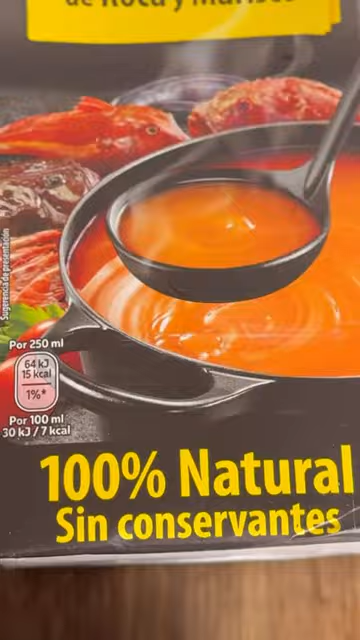 de Roca y Marisco
Sugerencia de presentación
Por 250 ml
64 kJ
15 kcal
1%*
Por 100 ml
30 kJ / 7 kcal
100% Natural
Sin conservantes